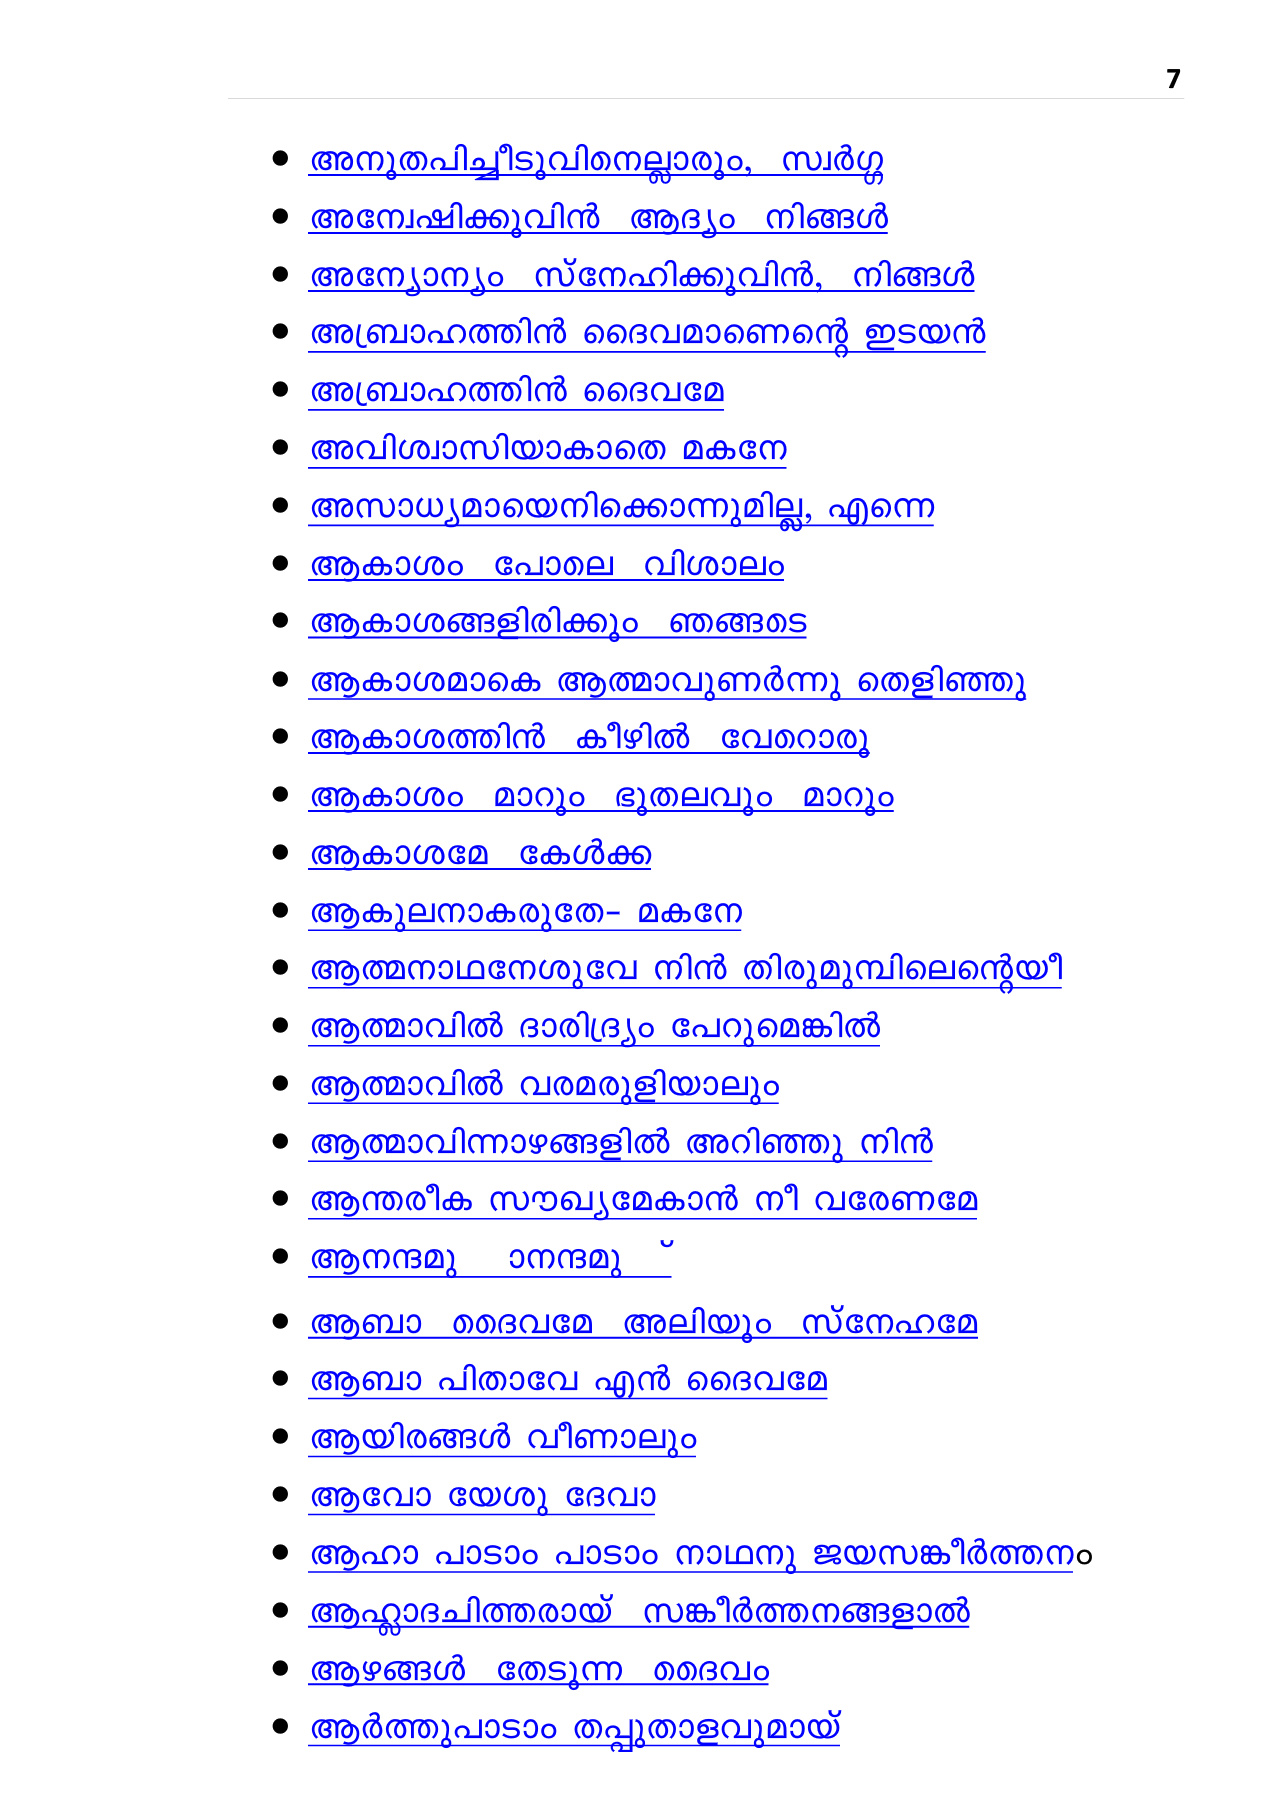 7
അനുതപിച്ചീടുവിനെല്ലാരും, സ്വർഗ്ഗ
അന്വേഷിക്കുവിൻ ആദ്യം നിങ്ങൾ
അന്യോന്യം സ്നേഹിക്കുവിൻ, നിങ്ങൾ
അബ്രാഹത്തിൻ ദൈവമാണെന്റെ ഇടയൻ
അബ്രാഹത്തിൻ ദൈവമേ
അവിശ്വാസിയാകാതെ മകനേ
അസാധ്യമായെനിക്കൊന്നുമില്ല, എന്നെ
ആകാശം പോലെ വിശാലം
ആകാശങ്ങളിരിക്കും ഞങ്ങടെ
ആകാശമാകെ ആത്മാവുണർന്നു തെളിഞ്ഞു
ആകാശത്തിൻ കീഴിൽ വേറൊരു
ആകാശം മാറും ഭൂതലവും മാറും
ആകാശമേ കേൾക്ക
ആകുലനാകരുതേ- മകനേ
ആത്മനാഥനേശുവേ നിൻ തിരുമുമ്പിലെന്റെയീ
ആത്മാവിൽ ദാരിദ്ര്യം പേറുമെങ്കിൽ
ആത്മാവിൽ വരമരുളിയാലും
ആത്മാവിന്നാഴങ്ങളിൽ അറിഞ്ഞു നിൻ
ആന്തരീക സൗഖ്യമേകാൻ നീ വരേണമേ
ആനന്ദമു ാനന്ദമു ്
ആബാ ദൈവമേ അലിയും സ്നേഹമേ
ആബാ പിതാവേ എൻ ദൈവമേ
ആയിരങ്ങൾ വീണാലും
ആവോ യേശു ദേവാ
ആഹാ പാടാം പാടാം നാഥനു ജയസങ്കീർത്തനം
ആഹ്ലാദചിത്തരായ് സങ്കീർത്തനങ്ങളാൽ
ആഴങ്ങൾ തേടുന്ന ദൈവം
ആർത്തുപാടാം തപ്പുതാളവുമായ്